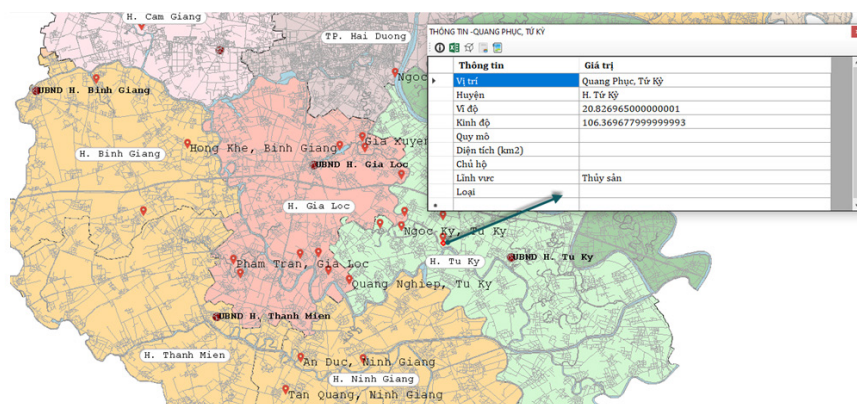 H. Cam Giang
TP. Hai Duong
THÔNG TIN -QUANG PHỤC, TỨ KỲ
Thông tin Giá trị
Vị trí Quang Phục, Tứ Kỳ
Huyện H. Tứ Kỳ
Vĩ độ 20.826965000000001
Kinh độ 106.369677999999993
Quy mô
Diện tích (km2)
Chủ hộ
Lĩnh vực Thủy sản
Loại
Ngoc
UBND H. Binh Giang
Gia Xuyen
Hong Khe, Binh Giang
H. Binh Giang
UBND H. Gia Loc
H. Gia Loc
Ngoc Ky, Tu Ky
UBND H. Tu Ky
H. Tu Ky
Pham Tran, Gia Loc
Quang Nghiep, Tu Ky
UBND H. Thanh Mien
H. Thanh Mien
An Duc, Ninh Giang
H. Ninh Giang
Tan Quang, Ninh Giang